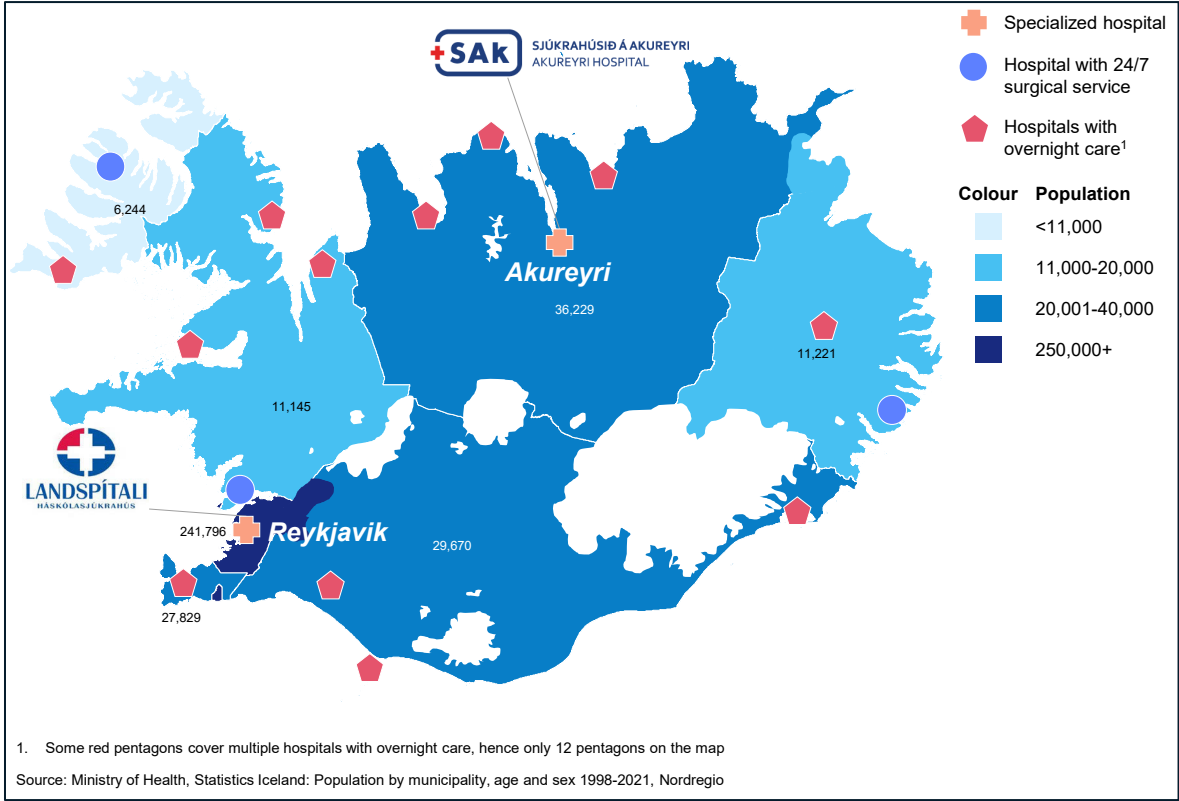 SAk
SJÚKRAHÚSIÐ Á AKUREYRI
AKUREYRI HOSPITAL
Specialized hospital
Hospital with 24/7
surgical service
Hospitals with
overnight care1
Colour Population
<11,000
11,000-20,000
20,001-40,000
250,000+
6,244
Akureyri
36,229
11,221
11,145
LANDSPÍTALI
HÁSKÓLASJÚKRAHÚS
241,796
Reykjavik
29,670
27,829
1. Some red pentagons cover multiple hospitals with overnight care, hence only 12 pentagons on the map
Source: Ministry of Health, Statistics Iceland: Population by municipality, age and sex 1998-2021, Nordregio